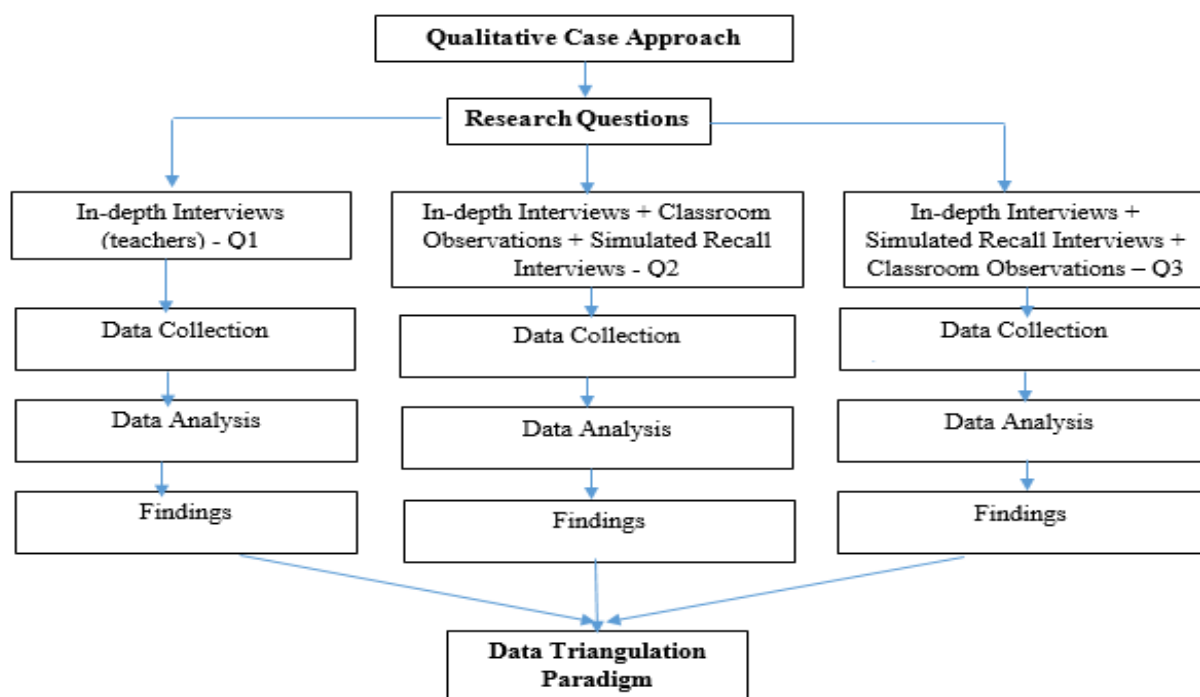 Qualitative Case Approach
Research Questions
In-depth Interviews
(teachers) - Q1
In-depth Interviews + Classroom
Observations + Simulated Recall
Interviews - Q2
In-depth Interviews +
Simulated Recall Interviews +
Classroom Observations – Q3
Data Collection
Data Collection
Data Collection
Data Analysis
Data Analysis
Data Analysis
Findings
Findings
Findings
Data Triangulation
Paradigm